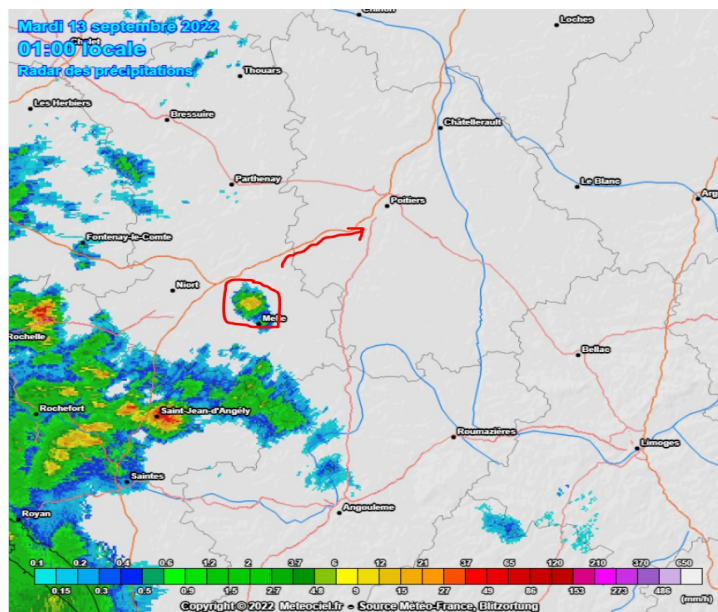 Mardi 13 septembre 2022
01:00 locale
Radar des précipitations
Cholet
Chinon
Loches
Thouars
Les Herbiers
Bressuire
Châtellerault
Parthenay
Le Blanc
Arg
Poitiers
Fontenay-le-Comte
Niort
Melle
Rochelle
Bellac
Rochefort
Saint-Jean-d'Angély
Roumazières
Limoges
Saintes
Royan
Angouleme
0.1 0.2 0.4 0.6 1.2 2 3.7 6 12 21 37 65 120 210 370 650
0.15 0.3 0.5 0.9 1.5 2.7 4.8 9 15 27 49 86 153 273 486 (mm/h)
Copyright © 2022 Meteociel.fr - Source Météo-France, Blitzortung